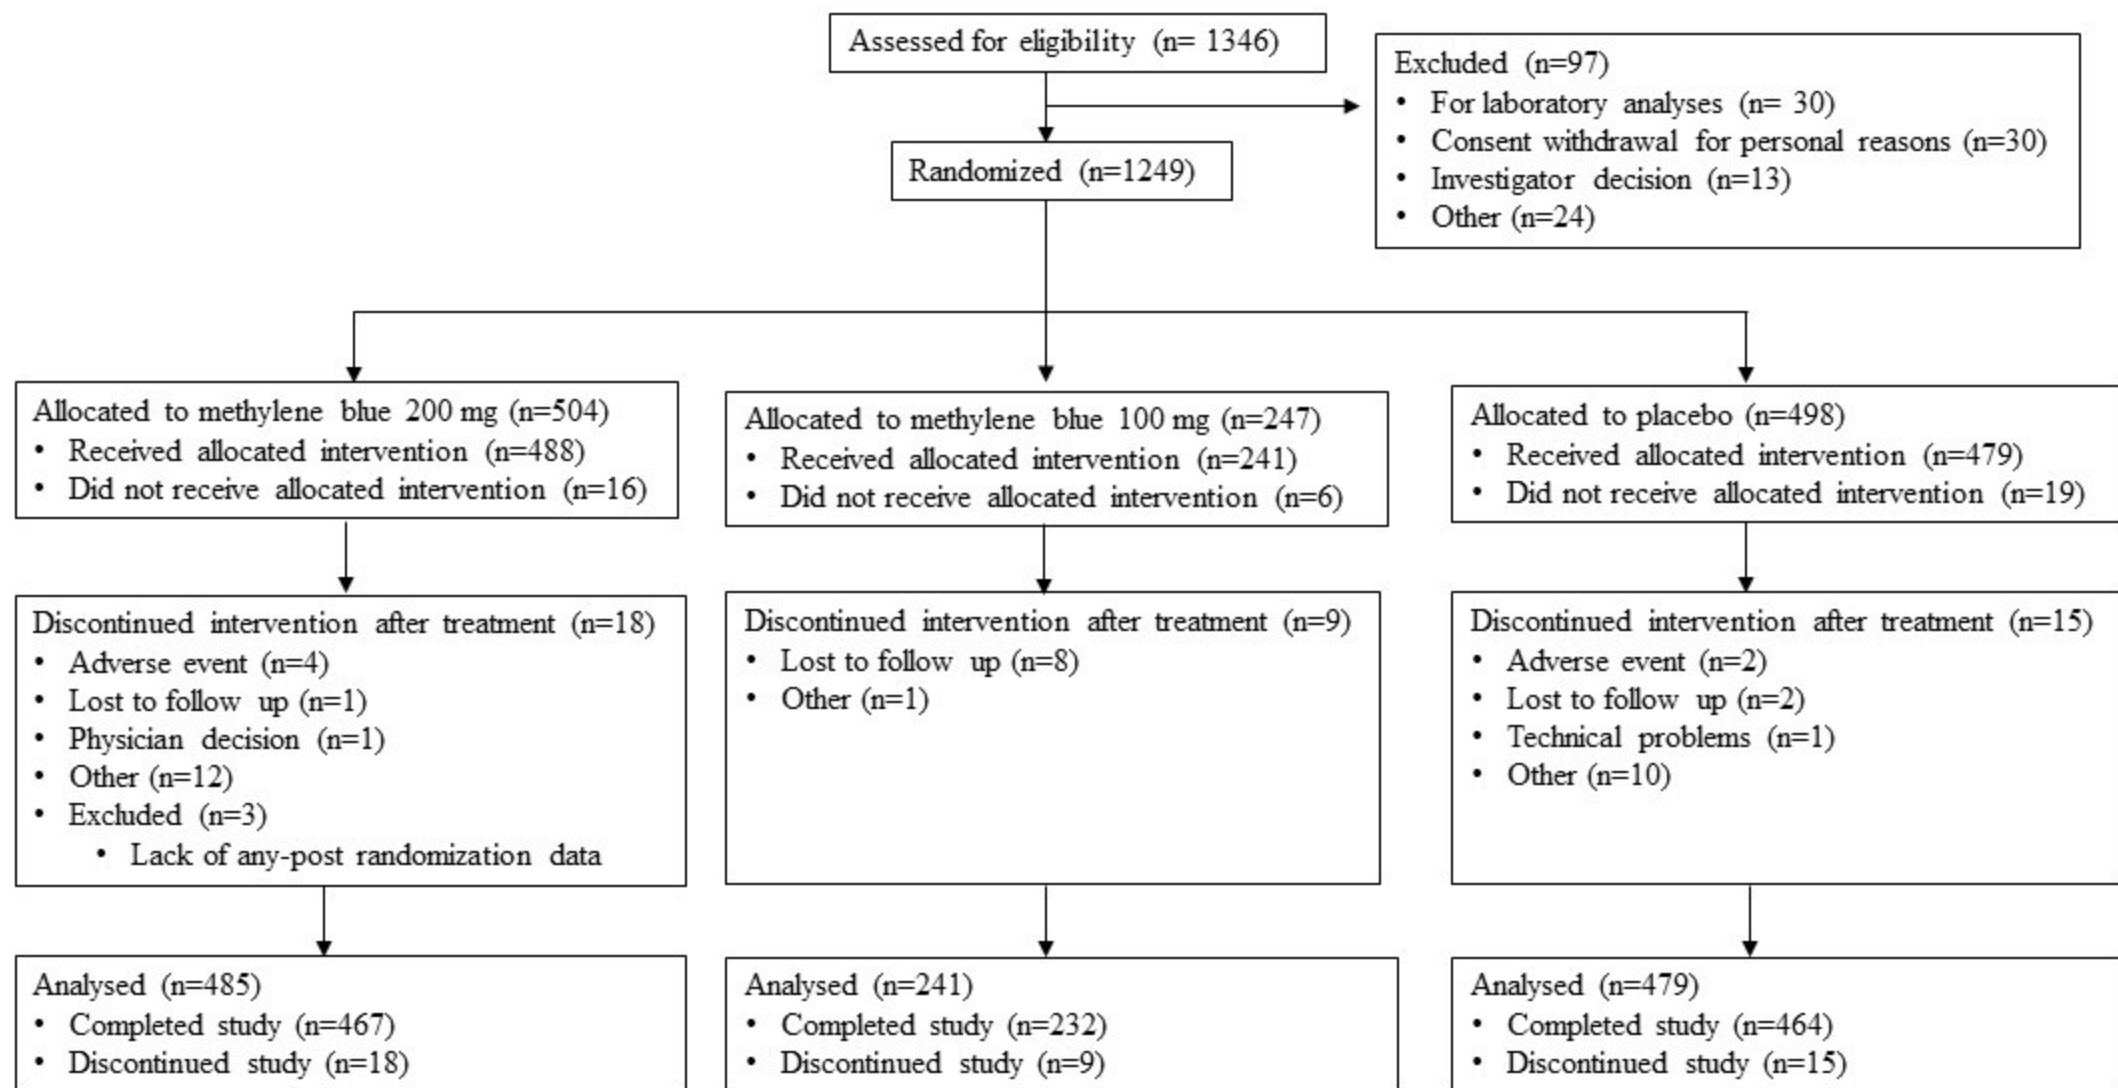 Assessed for eligibility (n= 1346)
Excluded (n=97)
• For laboratory analyses (n= 30)
• Consent withdrawal for personal reasons (n=30)
• Investigator decision (n=13)
• Other (n=24)
Randomized (n=1249)
Allocated to methylene blue 200 mg (n=504)
• Received allocated intervention (n=488)
• Did not receive allocated intervention (n=16)
Allocated to methylene blue 100 mg (n=247)
• Received allocated intervention (n=241)
• Did not receive allocated intervention (n=6)
Allocated to placebo (n=498)
• Received allocated intervention (n=479)
• Did not receive allocated intervention (n=19)
Discontinued intervention after treatment (n=18)
• Adverse event (n=4)
• Lost to follow up (n=1)
• Physician decision (n=1)
• Other (n=12)
• Excluded (n=3)
• Lack of any-post randomization data
Discontinued intervention after treatment (n=9)
• Lost to follow up (n=8)
• Other (n=1)
Discontinued intervention after treatment (n=15)
• Adverse event (n=2)
• Lost to follow up (n=2)
• Technical problems (n=1)
• Other (n=10)
Analysed (n=485)
• Completed study (n=467)
• Discontinued study (n=18)
Analysed (n=241)
• Completed study (n=232)
• Discontinued study (n=9)
Analysed (n=479)
• Completed study (n=464)
• Discontinued study (n=15)